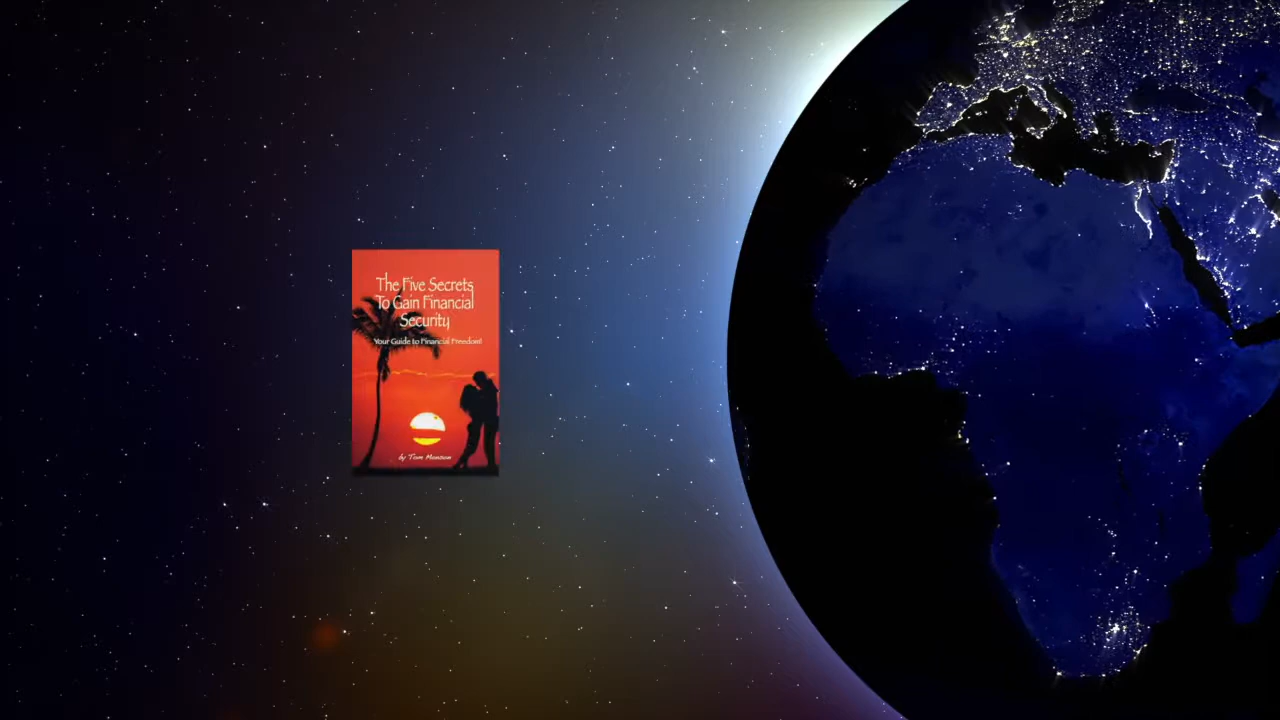 The Five Secrets
To Gain Financial
Security
Your Guide to Financial Freedom!
by Tom Monson